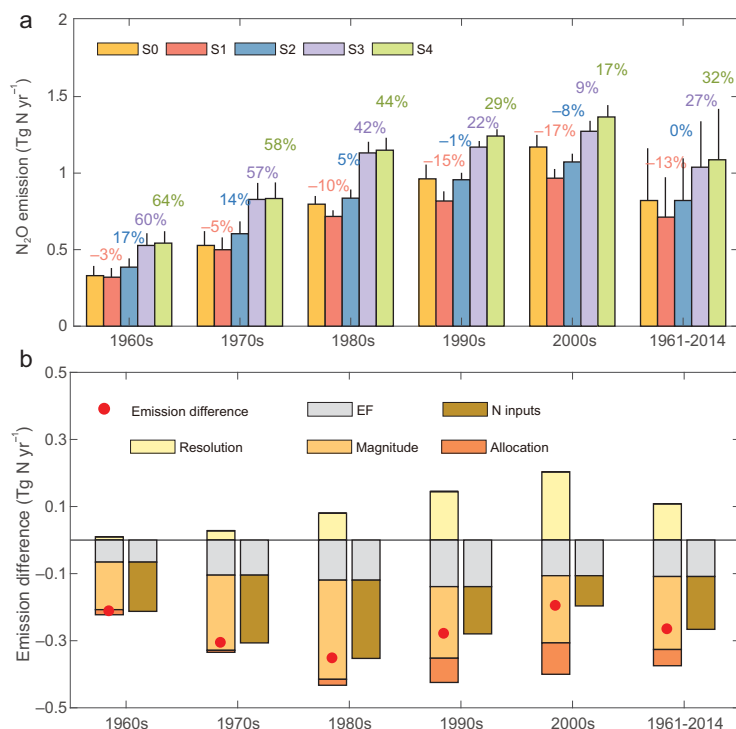 a
N₂O emission (Tg N yr⁻¹)
2
1.5
1
0.5
0
S0 S1 S2 S3 S4
–3% 17% 60% 64%
–5% 14% 57% 58%
–10% 5% 42% 44%
–15% –1% 22% 29%
–17% –8% 9% 17%
–13% 0% 27% 32%
1960s 1970s 1980s 1990s 2000s 1961-2014
b
Emission difference (Tg N yr⁻¹)
0.5
0.3
0.1
–0.1
–0.3
–0.5
Emission difference EF N inputs
Resolution Magnitude Allocation
1960s 1970s 1980s 1990s 2000s 1961-2014